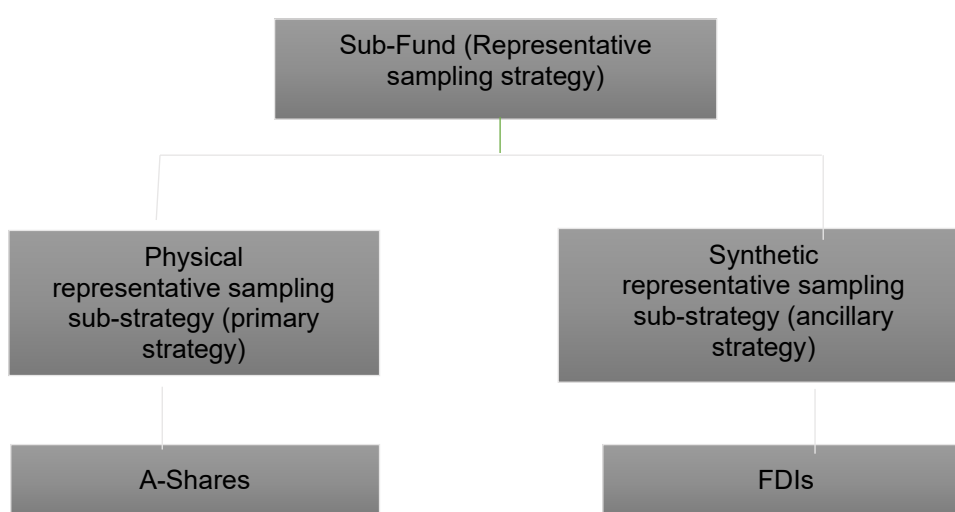 Sub-Fund (Representative
sampling strategy)
Physical
representative sampling
sub-strategy (primary
strategy)
Synthetic
representative sampling
sub-strategy (ancillary
strategy)
A-Shares
FDIs